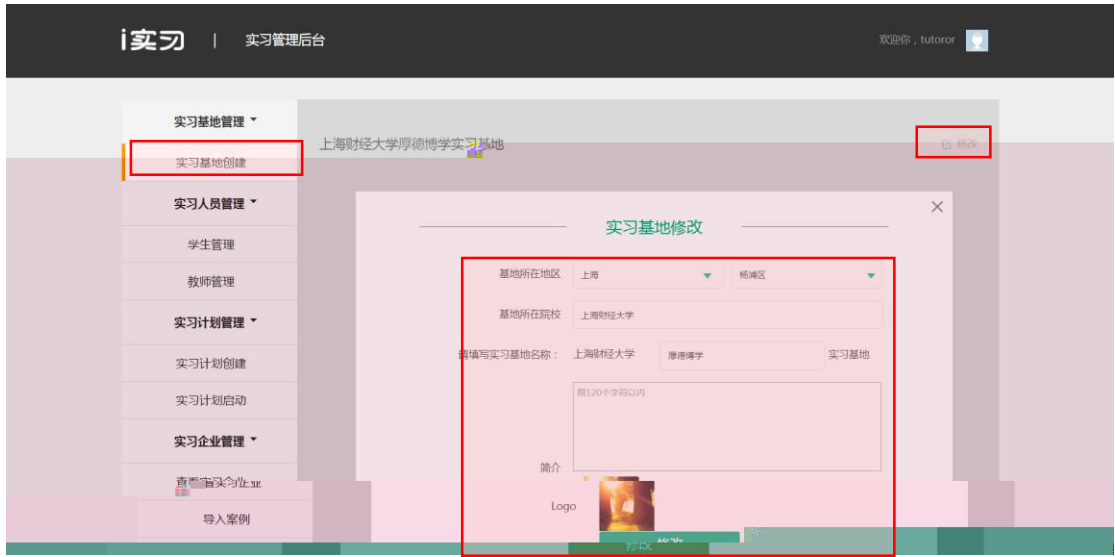 i实习 | 实习管理后台
欢迎你，tutoror
实习基地管理
实习基地创建
实习人员管理
学生管理
教师管理
实习计划管理
实习计划创建
实习计划启动
实习企业管理
导入案例
上海财经大学厚德博学实习基地
修改
实习基地修改
基地所在地区 上海 杨浦区
基地所在院校 上海财经大学
请填写实习基地名称： 上海财经大学 厚德博学 实习基地
限120个字符以内
简介
Logo
修改